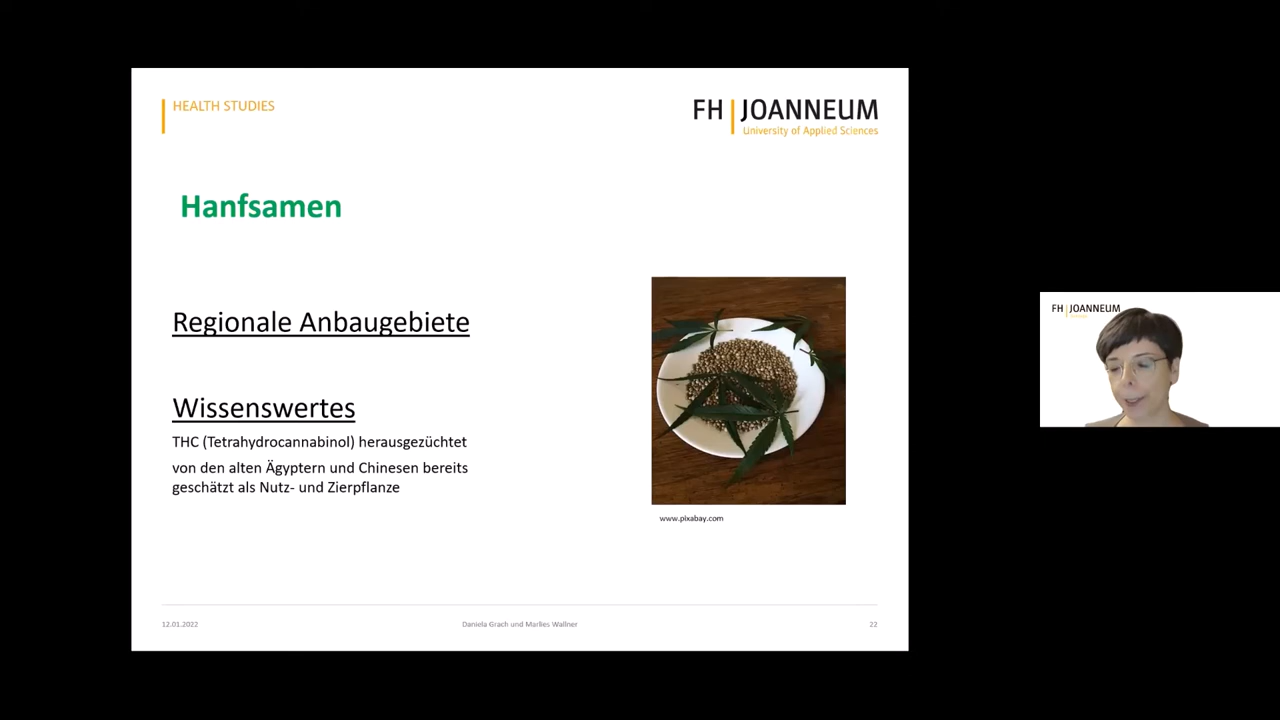 HEALTH STUDIES
FH JOANNEUM
University of Applied Sciences
Hanfsamen
Regionale Anbaugebiete
Wissenswertes
THC (Tetrahydrocannabinol) herausgezüchtet
von den alten Ägyptern und Chinesen bereits
geschätzt als Nutz- und Zierpflanze
www.pixabay.com
12.01.2022
Daniela Grach und Marlies Wallner
22
FH JOANNEUM